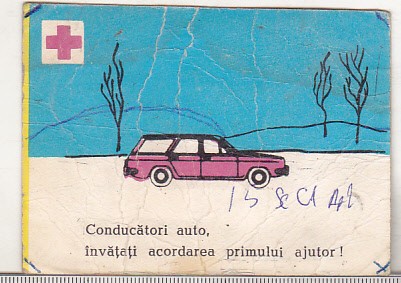 Conducători auto,
învățați acordarea primului ajutor !